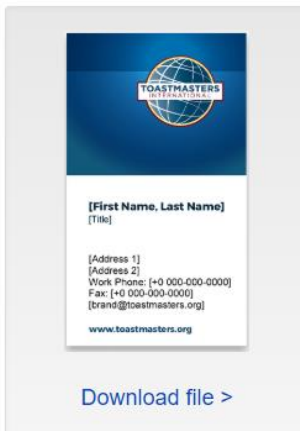 TOASTMASTERS
INTERNATIONAL
[First Name, Last Name]
[Title]
[Address 1]
[Address 2]
Work Phone: [+0 000-000-0000]
Fax: [+0 000-000-0000]
[brand@toastmasters.org]
www.toastmasters.org
Download file >